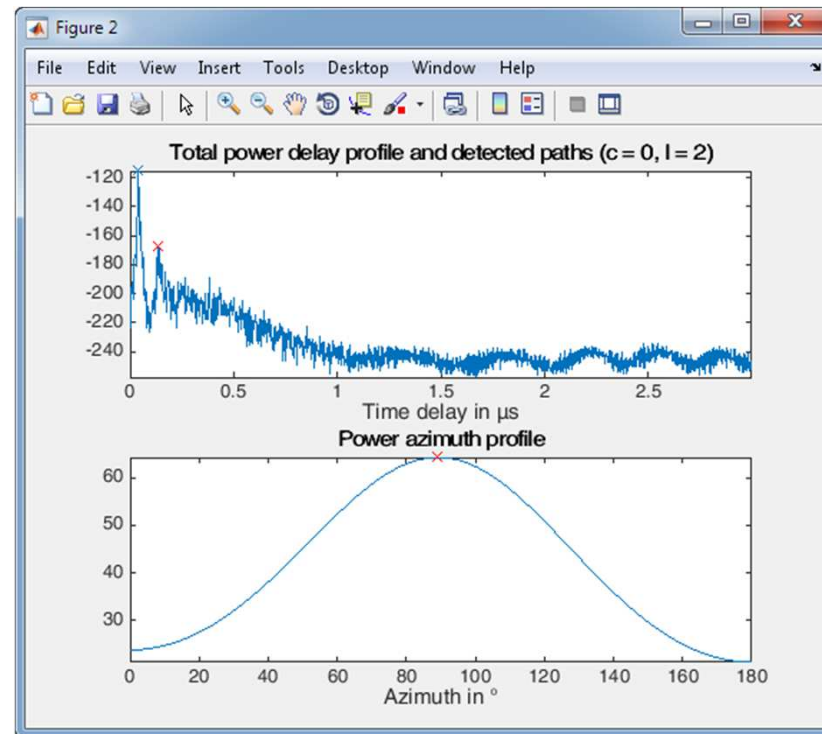 Figure 2
File Edit View Insert Tools Desktop Window Help
Total power delay profile and detected paths (c = 0, l = 2)
-120
-140
-160
-180
-200
-220
-240
0 0.5 1 1.5 2 2.5
Time delay in µs
Power azimuth profile
60
50
40
30
0 20 40 60 80 100 120 140 160 180
Azimuth in °